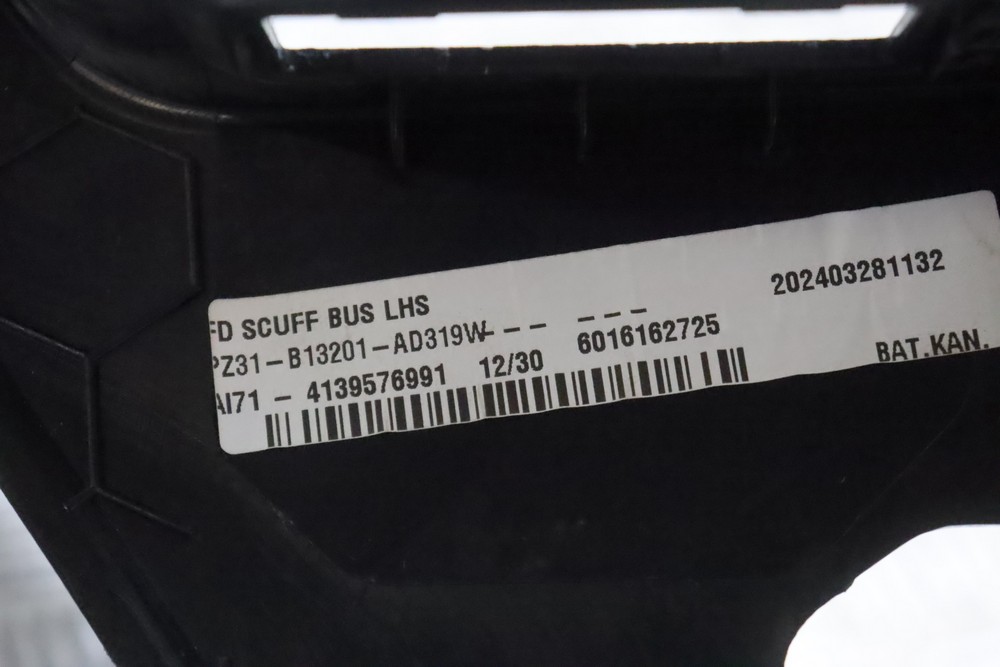 FD SCUFF BUS LHS
202403281132
PZ31-B13201-AD319W--- ---
AI71 - 4139576991 12/30 6016162725
BAT.KAN.